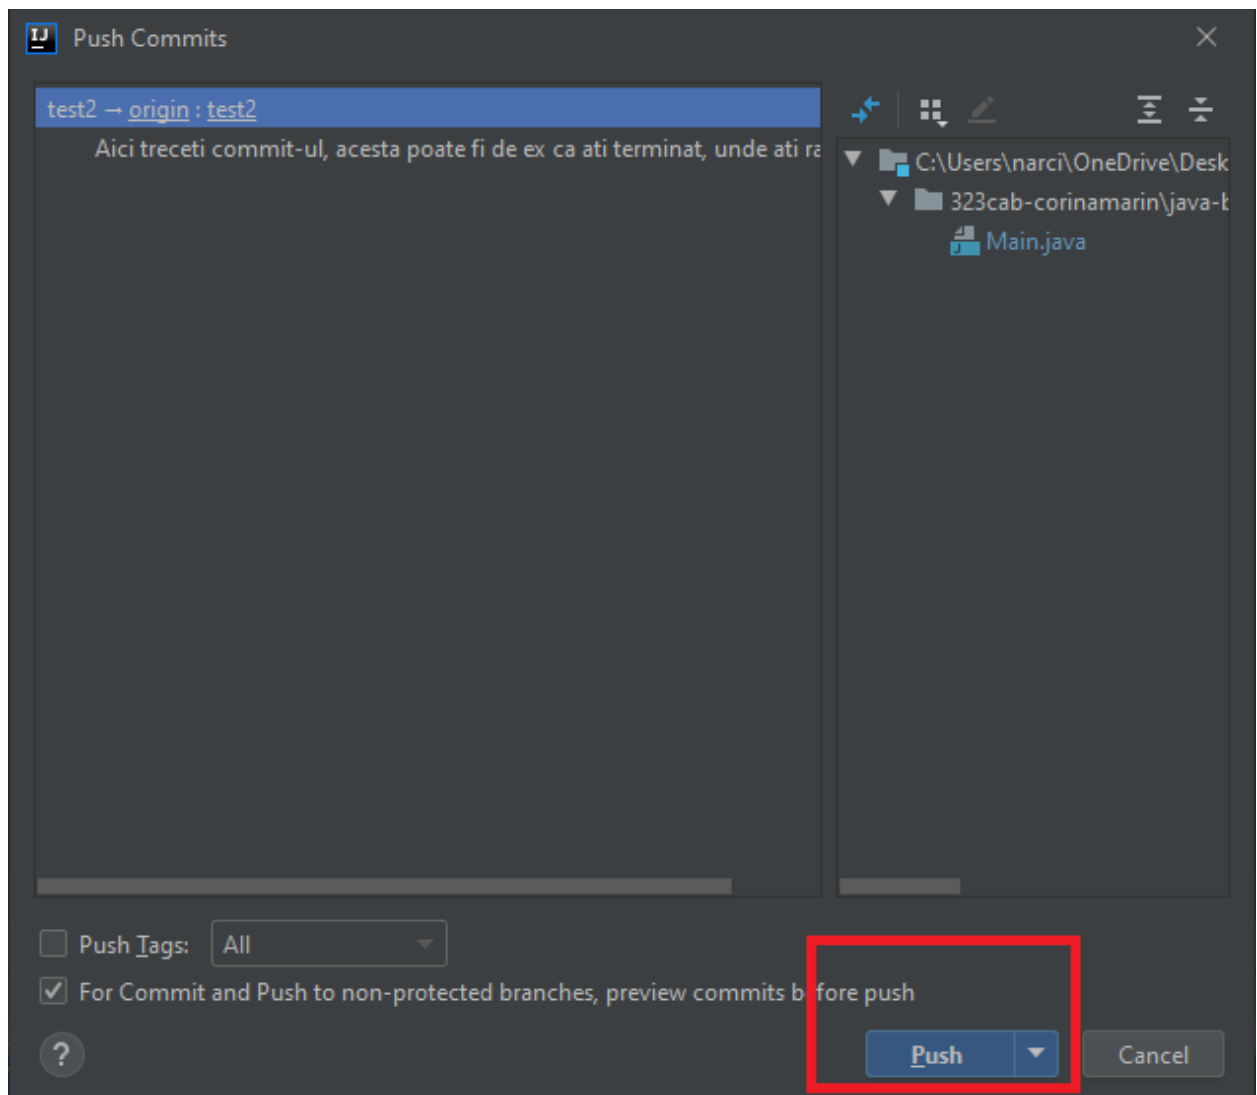 IJ
Push Commits
test2 → origin : test2
Aici treceti commit-ul, acesta poate fi de ex ca ati terminat, unde ati
C:\Users\narci\OneDrive\Desk
323cab-corinamarin\java-b
J
Main.java
Push Tags:
All
For Commit and Push to non-protected branches, preview commits before push
?
Push
Cancel